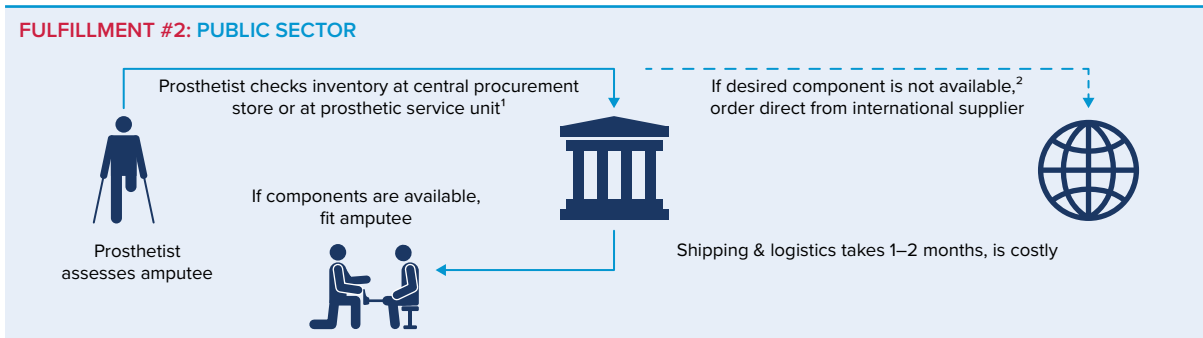 FULFILLMENT #2: PUBLIC SECTOR
Prosthetist checks inventory at central procurement
store or at prosthetic service unit¹
If desired component is not available,²
order direct from international supplier
If components are available,
fit amputee
Prosthetist
assesses amputee
Shipping & logistics takes 1–2 months, is costly